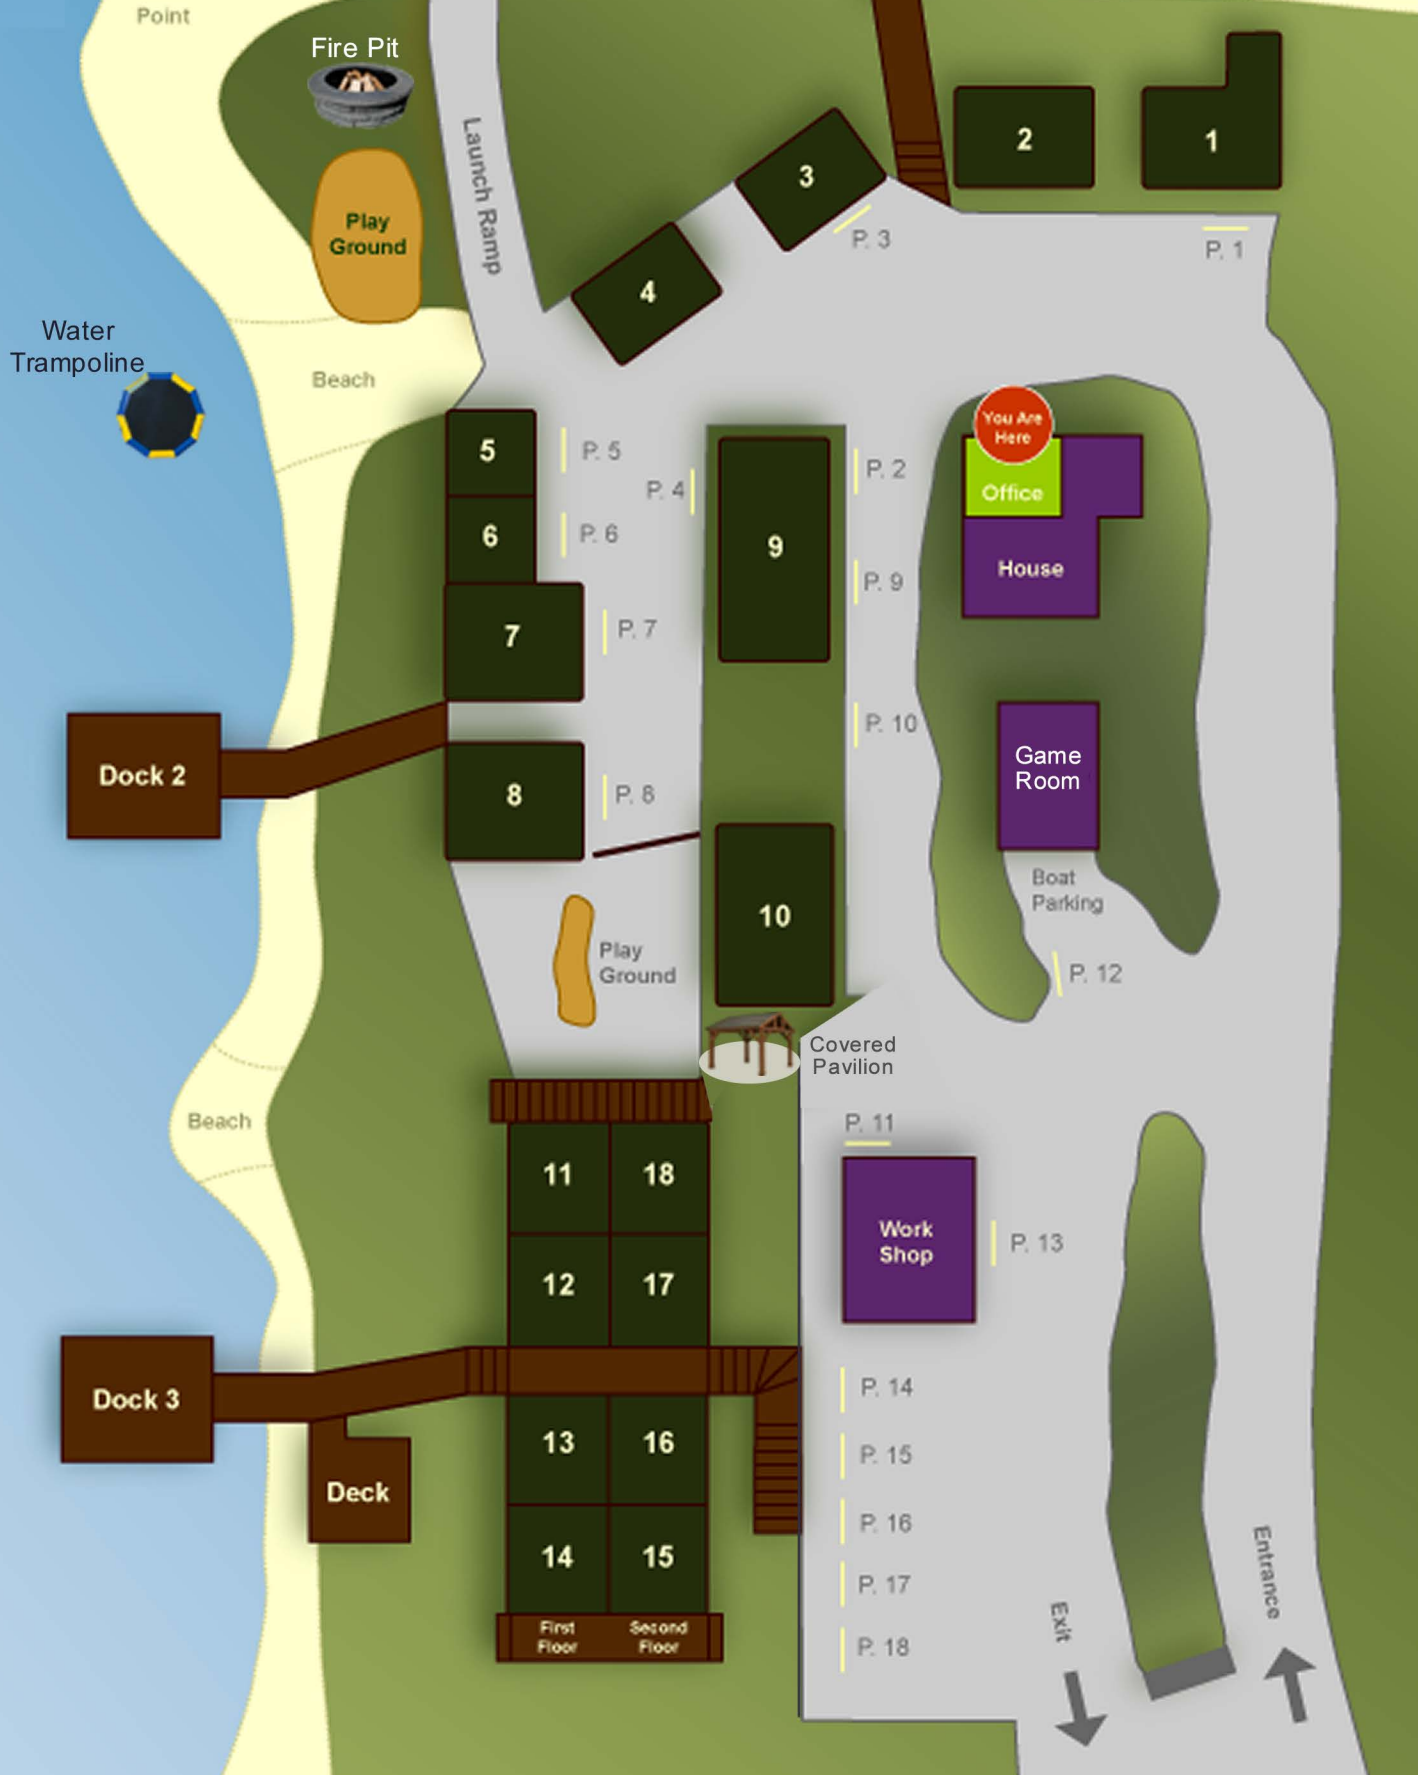 Point
Fire Pit
Launch Ramp
Play
Ground
2
1
3
P. 3
P. 1
4
Water
Trampoline
Beach
You Are
Here
Office
House
5
P. 5
P. 4
P. 2
6
P. 6
9
P. 9
7
P. 7
P. 10
Game
Room
Dock 2
8
P. 8
Boat
Parking
10
Play
Ground
P. 12
Covered
Pavilion
Beach
P. 11
11
18
Work
Shop
P. 13
12
17
Dock 3
P. 14
13
16
P. 15
Deck
P. 16
14
15
P. 17
First
Floor
Second
Floor
P. 18
Exit
Entrance